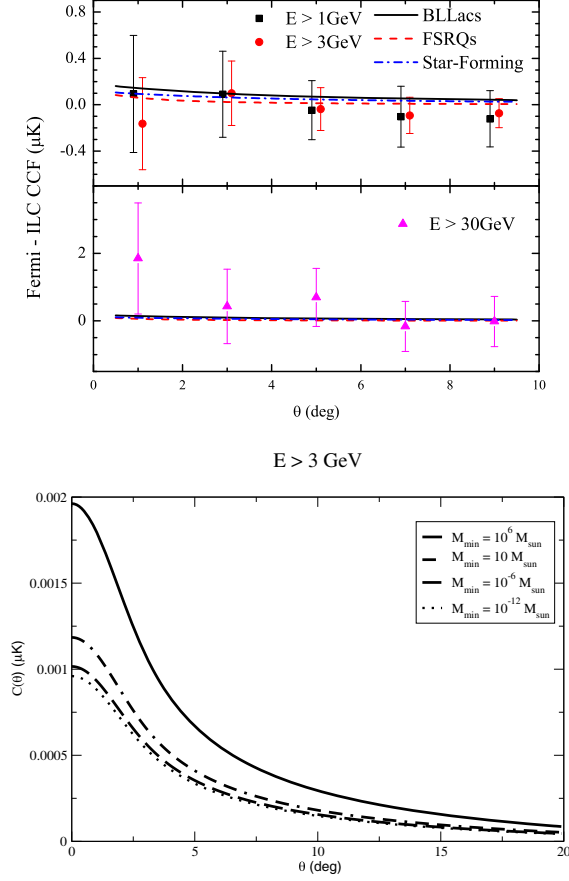 E > 1GeV
E > 3GeV
BLLacs
FSRQs
Star-Forming
0.8
0.4
0.0
-0.4
Fermi - ILC CCF (μK)
E > 30GeV
2
0
0 2 4 6 8 10
θ (deg)
E > 3 GeV
0.002
0.0015
0.001
0.0005
0
C(θ) (μK)
M_min = 10^6 M_sun
M_min = 10 M_sun
M_min = 10^-6 M_sun
M_min = 10^-12 M_sun
0 5 10 15 20
θ (deg)